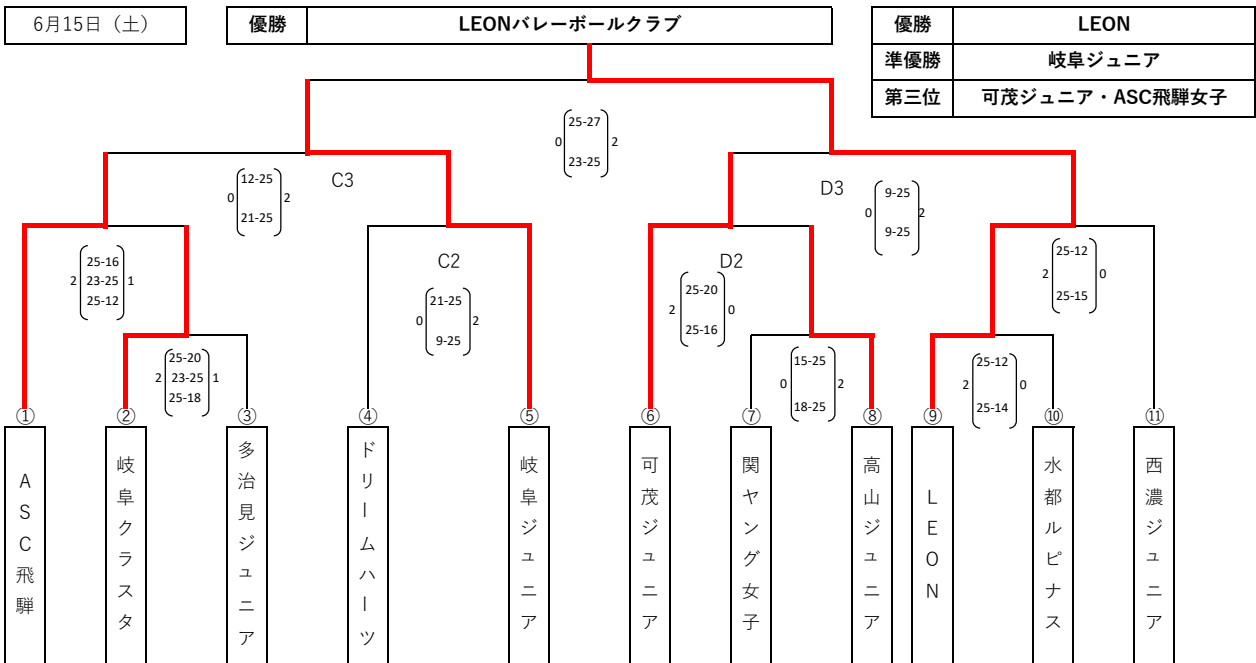 6月15日（土）
優勝 LEONバレーボールクラブ
優勝 LEON
準優勝 岐阜ジュニア
第三位 可茂ジュニア・ASC飛騨女子
0 25-27 2
23-25
C3
0 12-25 2
21-25
D3
0 9-25 2
9-25
2 25-16 1
23-25
25-12
C2
0 21-25 2
9-25
D2
2 25-20 0
25-16
2 25-12 0
25-15
2 25-20 1
23-25
25-18
0 15-25 2
18-25
2 25-12 0
25-14
① ② ③ ④ ⑤ ⑥ ⑦ ⑧ ⑨ ⑩ ⑪
ASC飛騨
岐阜クラスタ
多治見ジュニア
ドリームハーツ
岐阜ジュニア
可茂ジュニア
関ヤング女子
高山ジュニア
LEON
水都ルピナス
西濃ジュニア